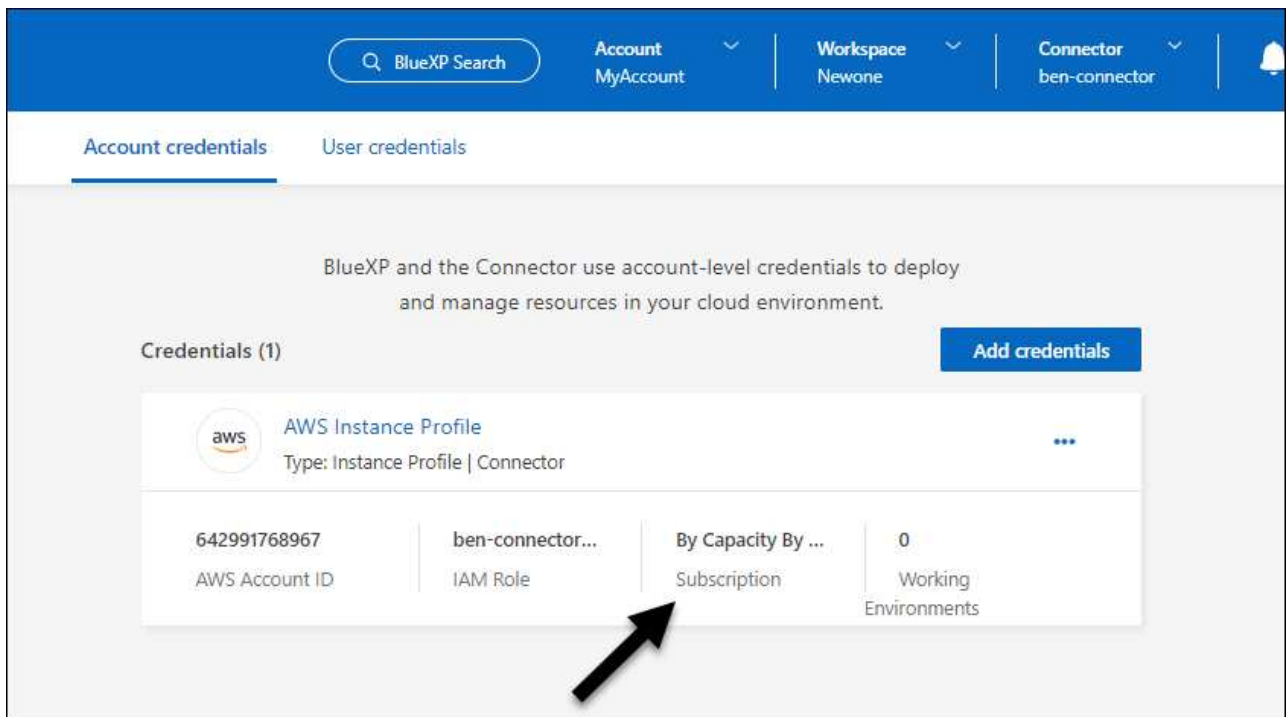 BlueXP Search
Account
MyAccount
Workspace
Newone
Connector
ben-connector
Account credentials
User credentials
BlueXP and the Connector use account-level credentials to deploy
and manage resources in your cloud environment.
Credentials (1)
Add credentials
aws
AWS Instance Profile
Type: Instance Profile | Connector
642991768967
AWS Account ID
ben-connector...
IAM Role
By Capacity By ...
Subscription
0
Working
Environments